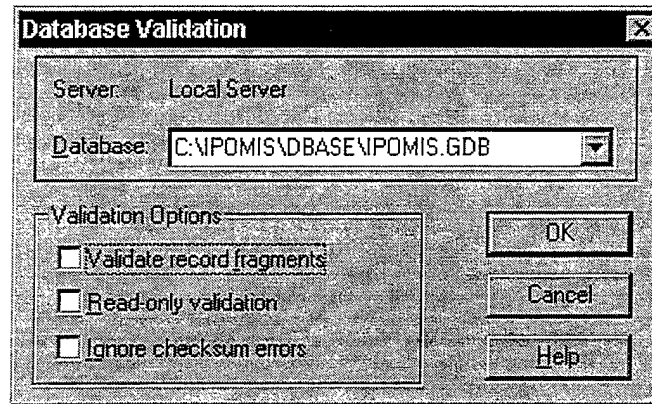 Database Validation
Server: Local Server
Database: C:\IPOMIS\DBASE\IPOMIS.GDB
Validation Options
Validate record fragments
Read-only validation
Ignore checksum errors
OK
Cancel
Help